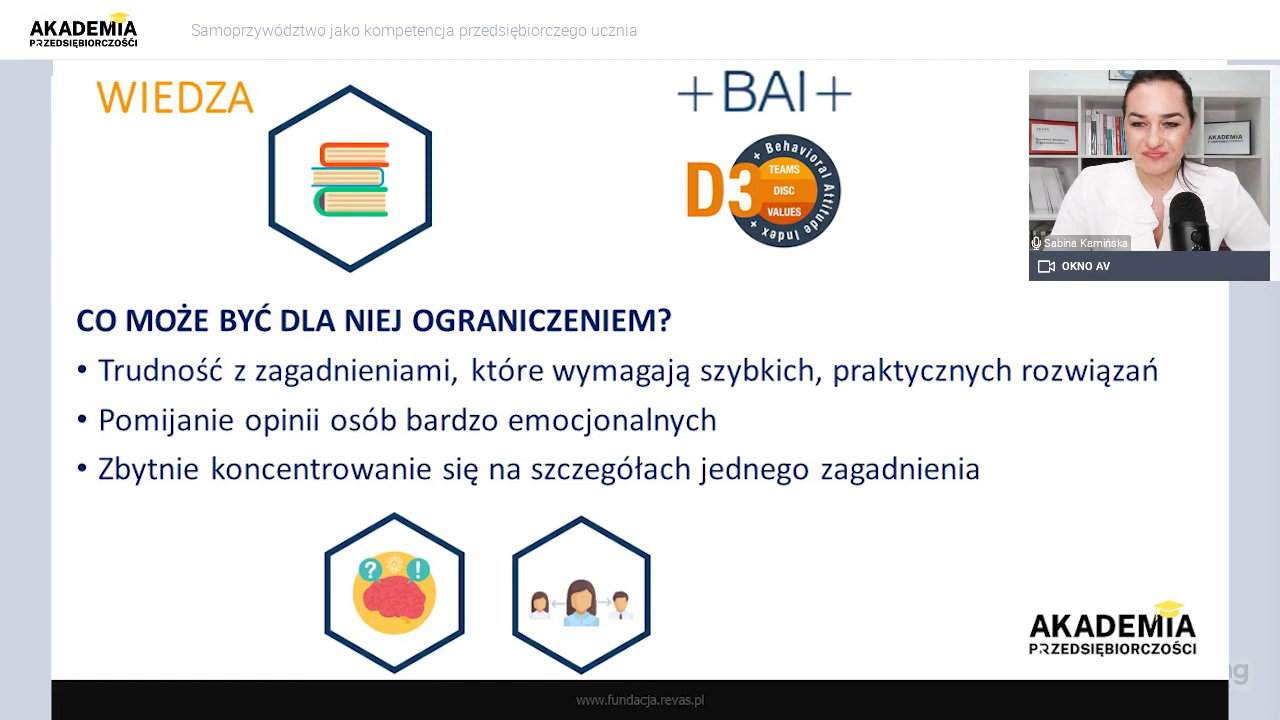 AKADEMIA
PRZEDSIĘBIORCZOŚCI
Samoprzywództwo jako kompetencja przedsiębiorczego ucznia
WIEDZA
+BAI+
D3
+ Behavioral Attitude Index +
TEAMS
DISC
VALUES
AKADEMIA
Sabina Kamińska
OKNO AV
CO MOŻE BYĆ DLA NIEJ OGRANICZENIEM?
• Trudność z zagadnieniami, które wymagają szybkich, praktycznych rozwiązań
• Pomijanie opinii osób bardzo emocjonalnych
• Zbytnie koncentrowanie się na szczegółach jednego zagadnienia
? !
AKADEMIA
PRZEDSIĘBIORCZOŚCI
www.fundacja.revas.pl